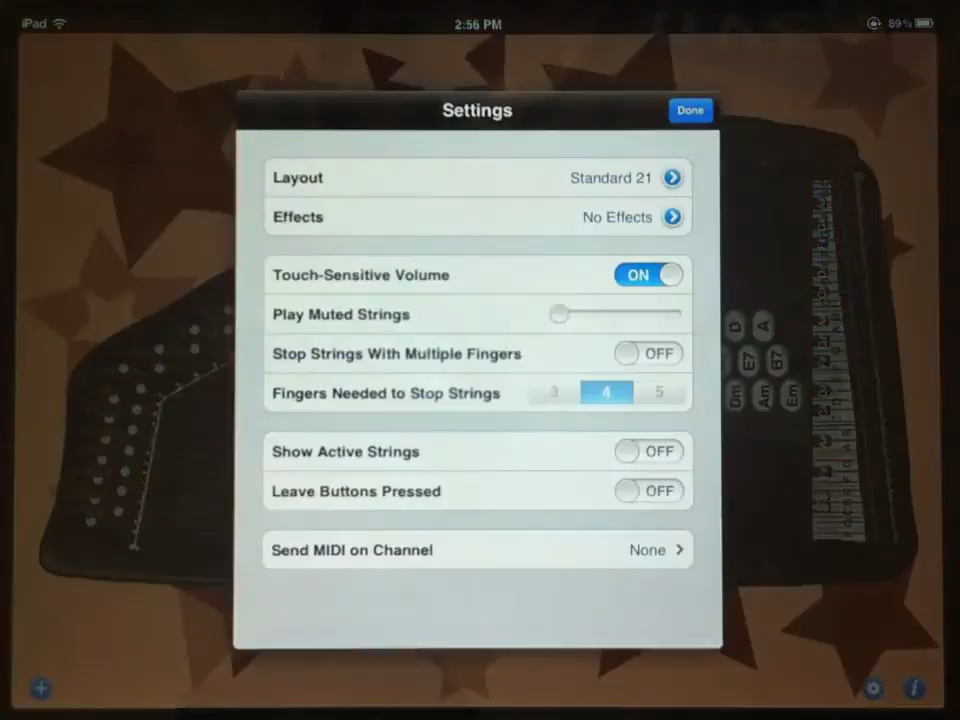 iPad 2:56 PM 89%
Settings Done
Layout Standard 21
Effects No Effects
Touch-Sensitive Volume ON
Play Muted Strings
Stop Strings With Multiple Fingers OFF
Fingers Needed to Stop Strings 3 4 5
Show Active Strings OFF
Leave Buttons Pressed OFF
Send MIDI on Channel None
D A
E7 B7
Dm Am Em